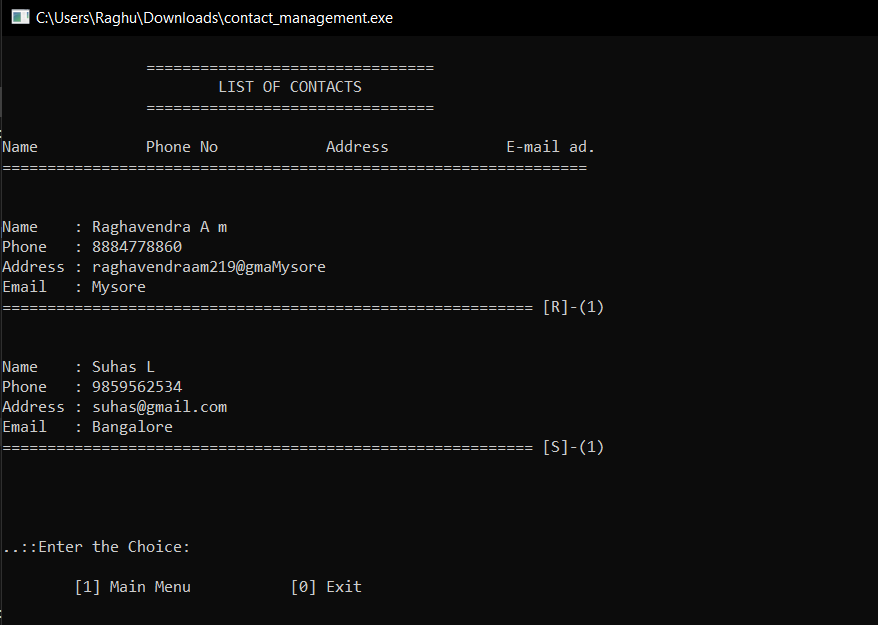 C:\Users\Raghu\Downloads\contact_management.exe
================================
LIST OF CONTACTS
================================
Name Phone No Address E-mail ad.
=================================================================
Name : Raghavendra A m
Phone : 8884778860
Address : raghavendraam219@gmaMysore
Email : Mysore
=========================================================== [R]-(1)
Name : Suhas L
Phone : 9859562534
Address : suhas@gmail.com
Email : Bangalore
=========================================================== [S]-(1)
..::Enter the Choice:
[1] Main Menu [0] Exit